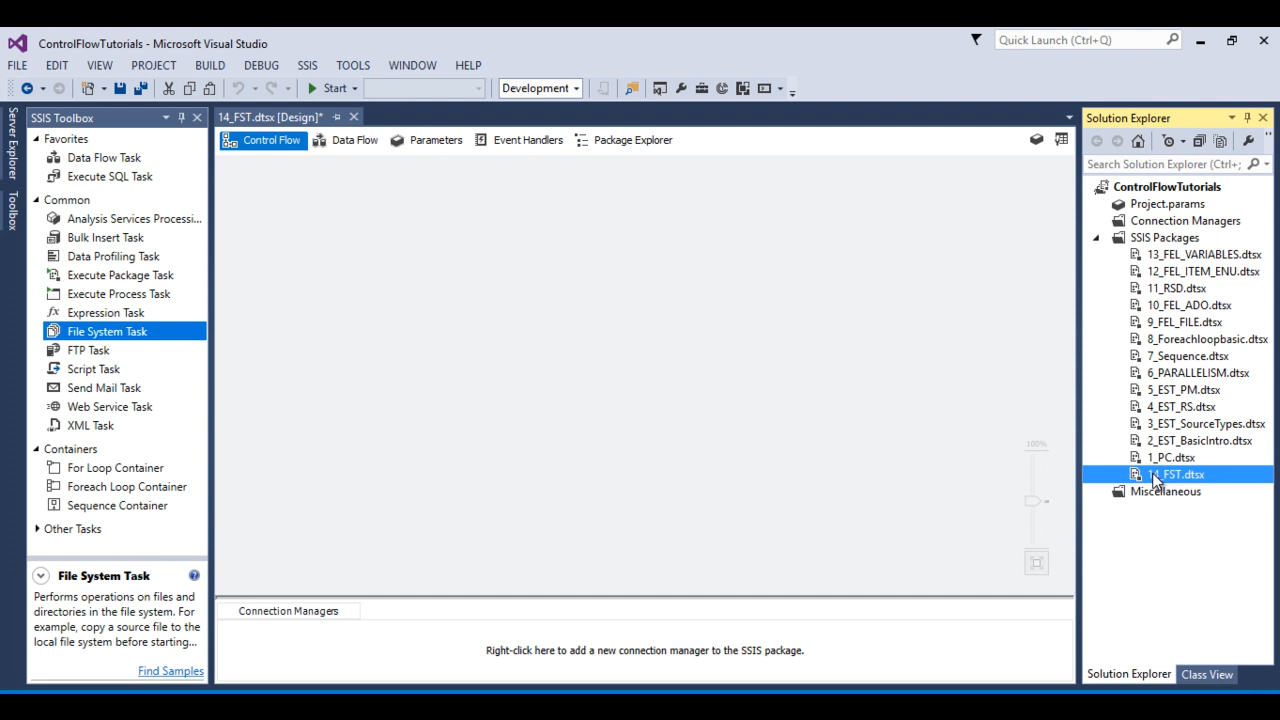 ControlFlowTutorials - Microsoft Visual Studio
Quick Launch (Ctrl+Q)
FILE EDIT VIEW PROJECT BUILD DEBUG SSIS TOOLS WINDOW HELP
Start
Development
Server Explorer
Toolbox
SSIS Toolbox
Favorites
Data Flow Task
Execute SQL Task
Common
Analysis Services Processi...
Bulk Insert Task
Data Profiling Task
Execute Package Task
Execute Process Task
Expression Task
File System Task
FTP Task
Script Task
Send Mail Task
Web Service Task
XML Task
Containers
For Loop Container
Foreach Loop Container
Sequence Container
Other Tasks
File System Task
Performs operations on files and
directories in the file system. For
example, copy a source file to the
local file system before starting...
Find Samples
14_FST.dtsx [Design]*
Control Flow Data Flow Parameters Event Handlers Package Explorer
100%
Connection Managers
Right-click here to add a new connection manager to the SSIS package.
Solution Explorer
Search Solution Explorer (Ctrl+;
ControlFlowTutorials
Project.params
Connection Managers
SSIS Packages
13_FEL_VARIABLES.dtsx
12_FEL_ITEM_ENU.dtsx
11_RSD.dtsx
10_FEL_ADO.dtsx
9_FEL_FILE.dtsx
8_Foreachloopbasic.dtsx
7_Sequence.dtsx
6_PARALLELISM.dtsx
5_EST_PM.dtsx
4_EST_RS.dtsx
3_EST_SourceTypes.dtsx
2_EST_BasicIntro.dtsx
1_PC.dtsx
14_FST.dtsx
Miscellaneous
Solution Explorer Class View